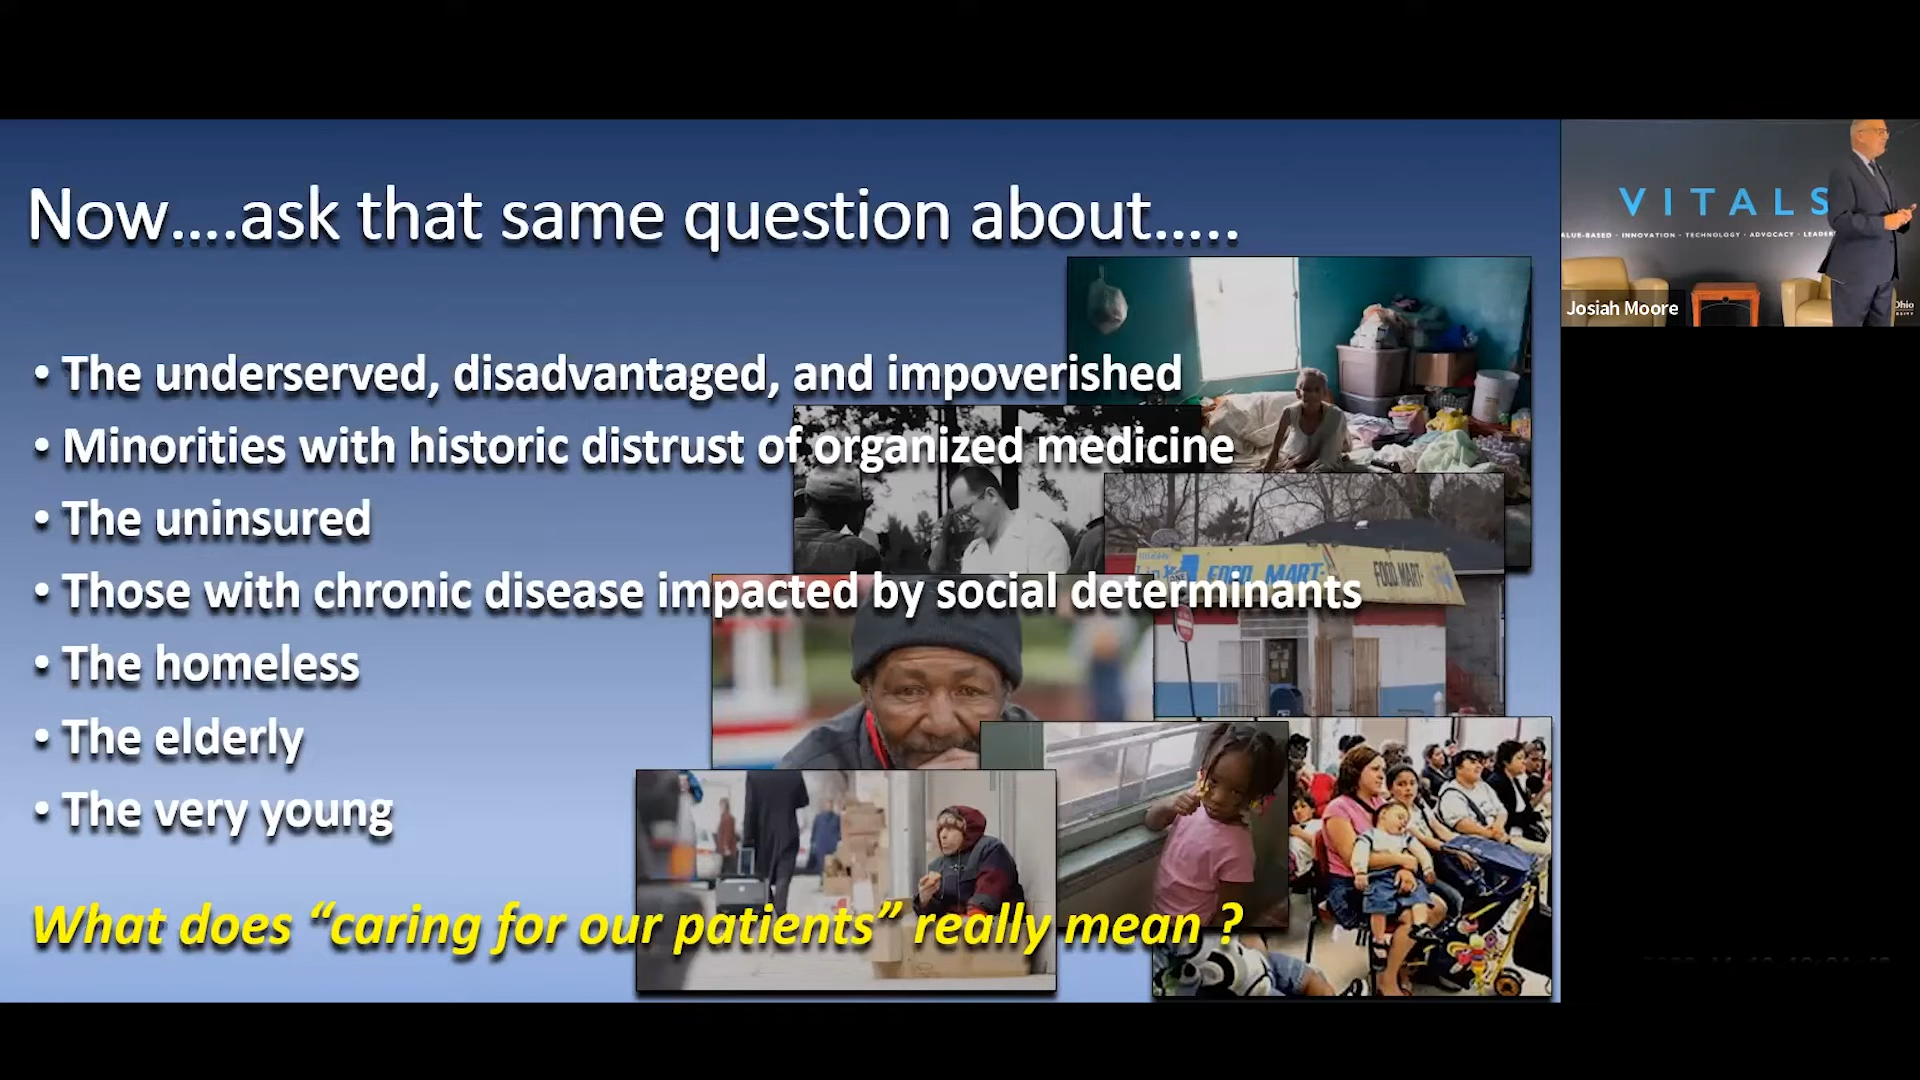 Now....ask that same question about.....
• The underserved, disadvantaged, and impoverished
• Minorities with historic distrust of organized medicine
• The uninsured
• Those with chronic disease impacted by social determinants
• The homeless
• The elderly
• The very young
What does “caring for our patients” really mean ?
FOOD MART
FOOD MART
VITALS
ALUE-BASED · INNOVATION · TECHNOLOGY · ADVOCACY · LEADER
Josiah Moore
Ohio